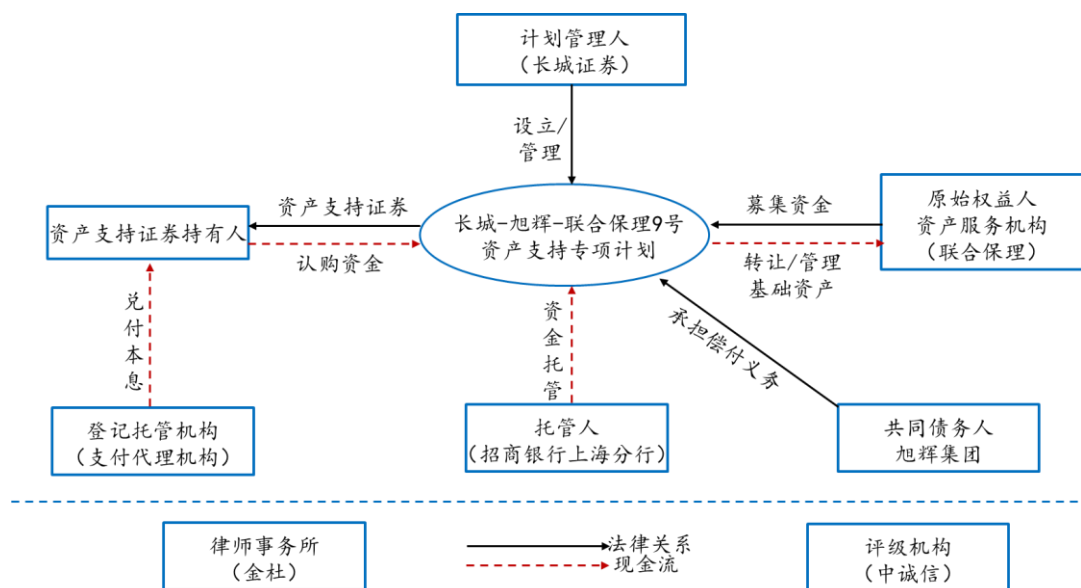 计划管理人
（长城证券）
设立/
管理
资产支持证券持有人
资产支持证券
认购资金
长城-旭辉-联合保理9号
资产支持专项计划
募集资金
转让/管理
基础资产
原始权益人
资产服务机构
（联合保理）
兑付本息
资金托管
承担偿付义务
登记托管机构
（支付代理机构）
托管人
（招商银行上海分行）
共同债务人
旭辉集团
律师事务所
（金杜）
法律关系
现金流
评级机构
（中诚信）